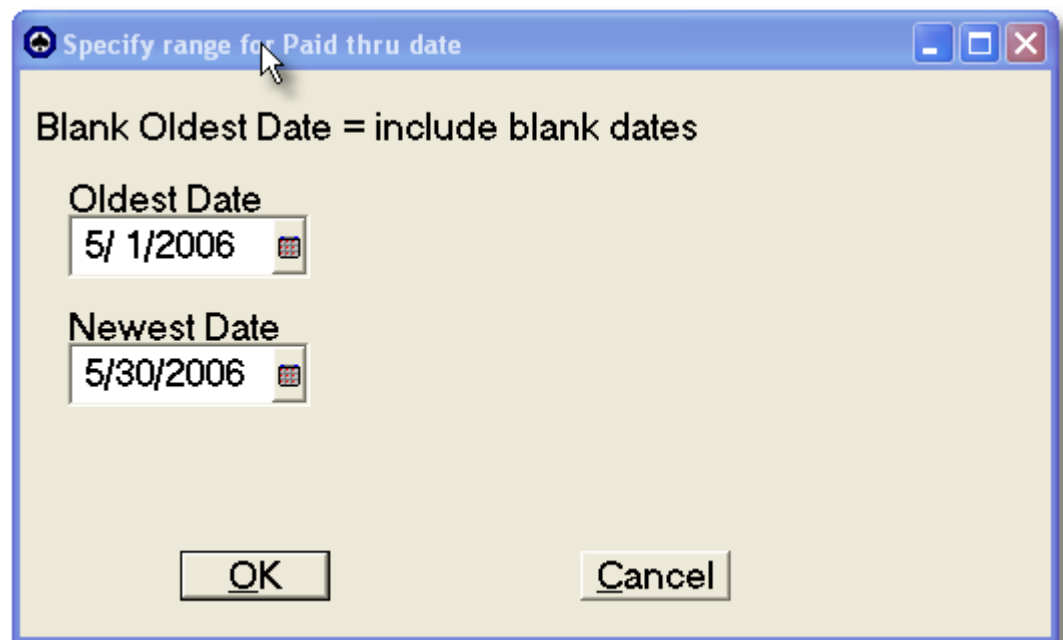 Specify range for Paid thru date
Blank Oldest Date = include blank dates
Oldest Date
5/ 1/2006
Newest Date
5/30/2006
OK
Cancel